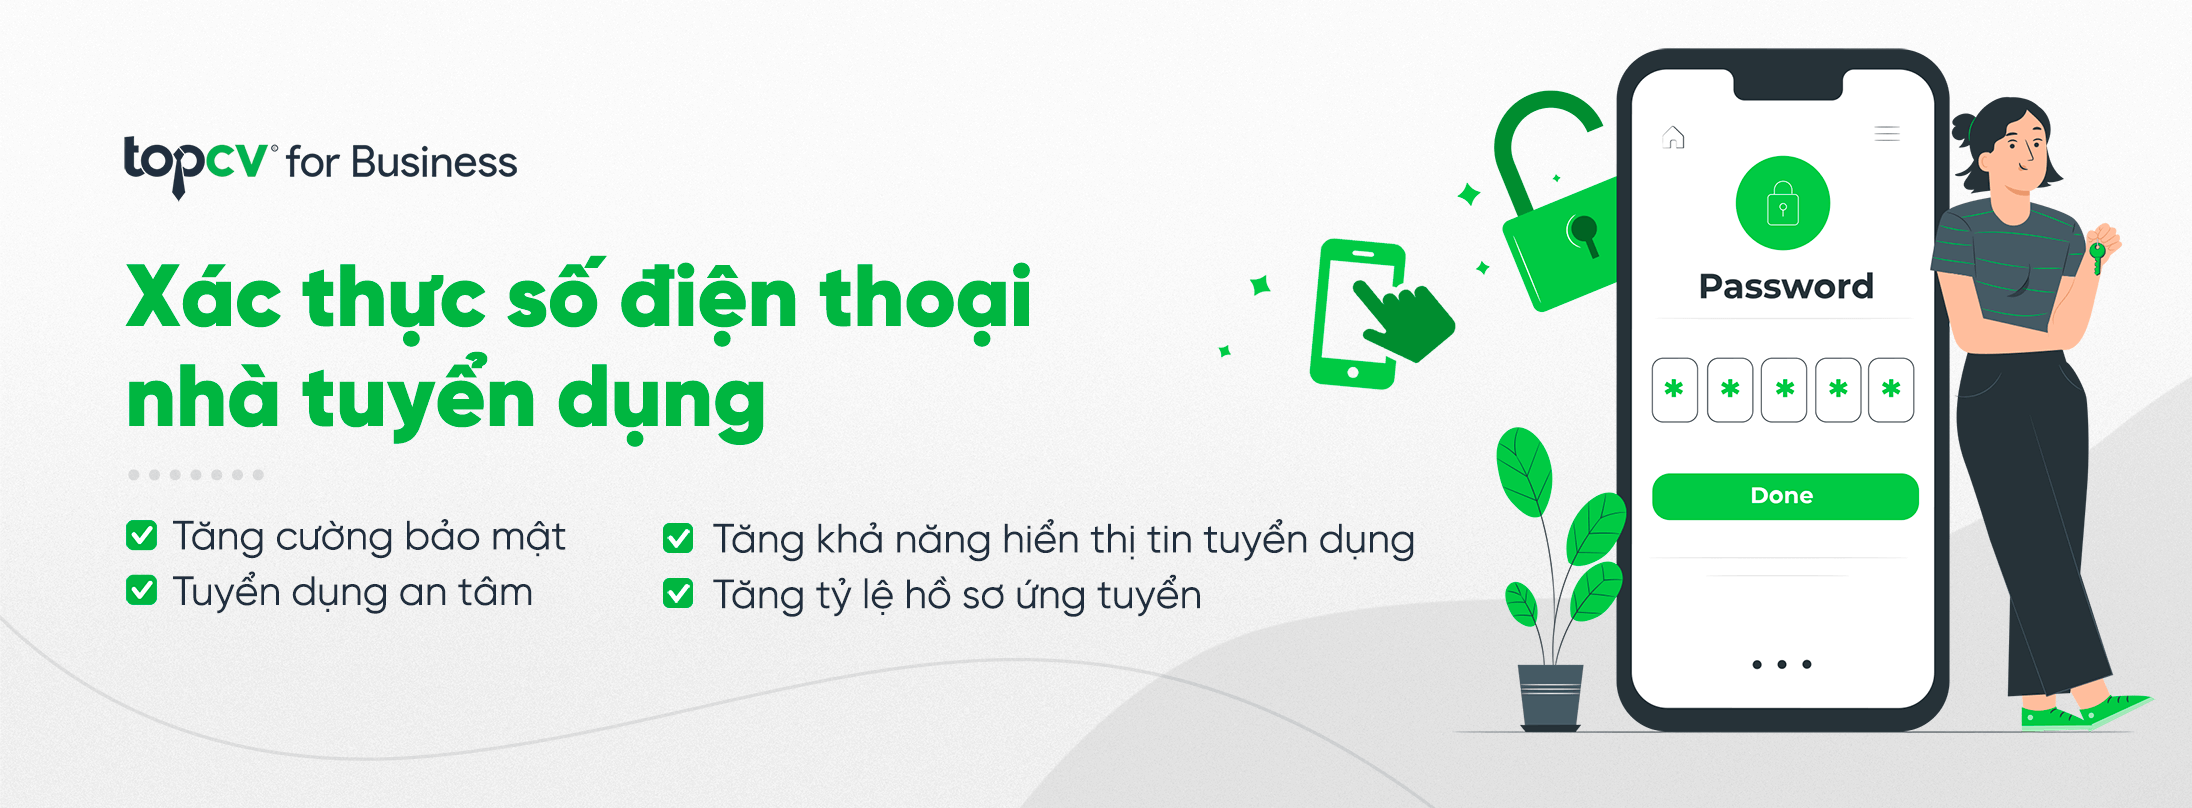 topcv for Business
Xác thực số điện thoại
nhà tuyển dụng
Tăng cường bảo mật
Tuyển dụng an tâm
Tăng khả năng hiển thị tin tuyển dụng
Tăng tỷ lệ hồ sơ ứng tuyển
Password
* * * * *
Done